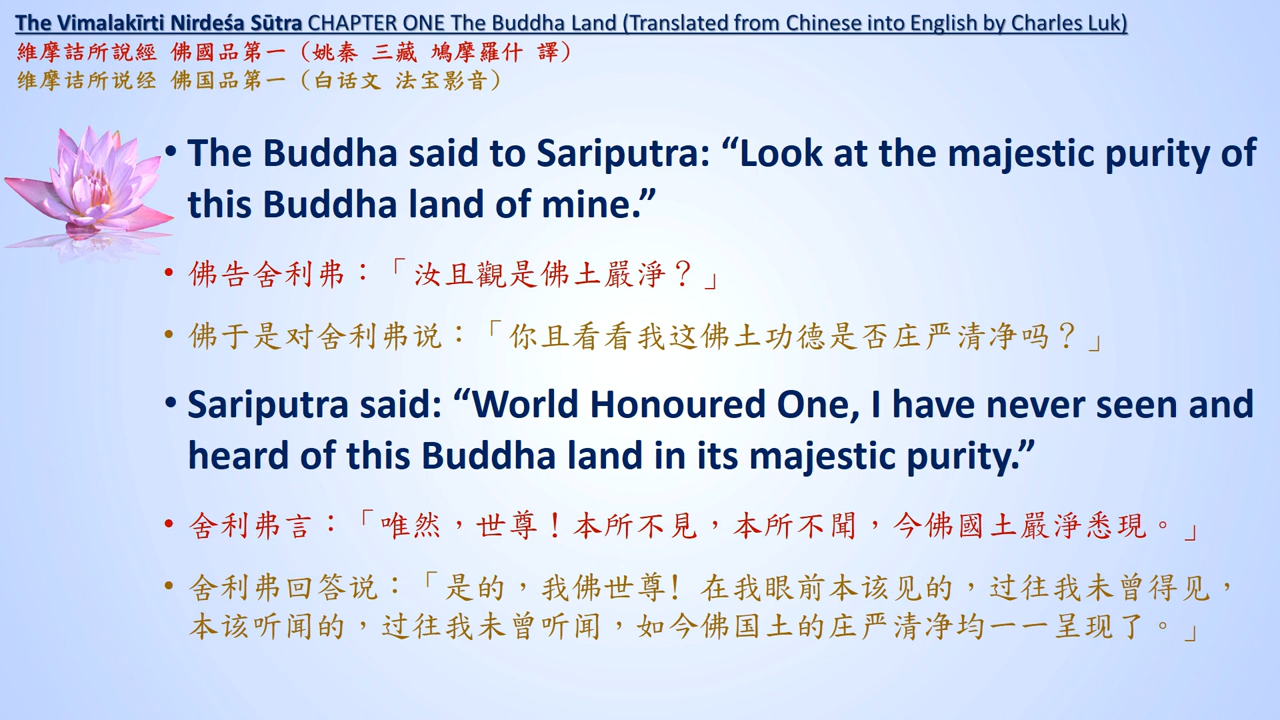 The Vimalakīrti Nirdeśa Sūtra CHAPTER ONE The Buddha Land (Translated from Chinese into English by Charles Luk)
維摩詰所說經 佛國品第一（姚秦 三藏 鳩摩羅什 譯）
维摩诘所说经 佛国品第一（白话文 法宝影音）
• The Buddha said to Sariputra: “Look at the majestic purity of
this Buddha land of mine.”
• 佛告舍利弗：「汝且觀是佛土嚴淨？」
• 佛于是对舍利弗说：「你且看看我这佛土功德是否庄严清净吗？」
• Sariputra said: “World Honoured One, I have never seen and
heard of this Buddha land in its majestic purity.”
• 舍利弗言：「唯然，世尊！本所不見，本所不聞，今佛國土嚴淨悉現。」
• 舍利弗回答说：「是的，我佛世尊! 在我眼前本该见的，过往我未曾得见，
本该听闻的，过往我未曾听闻，如今佛国土的庄严清净均一一呈现了。」